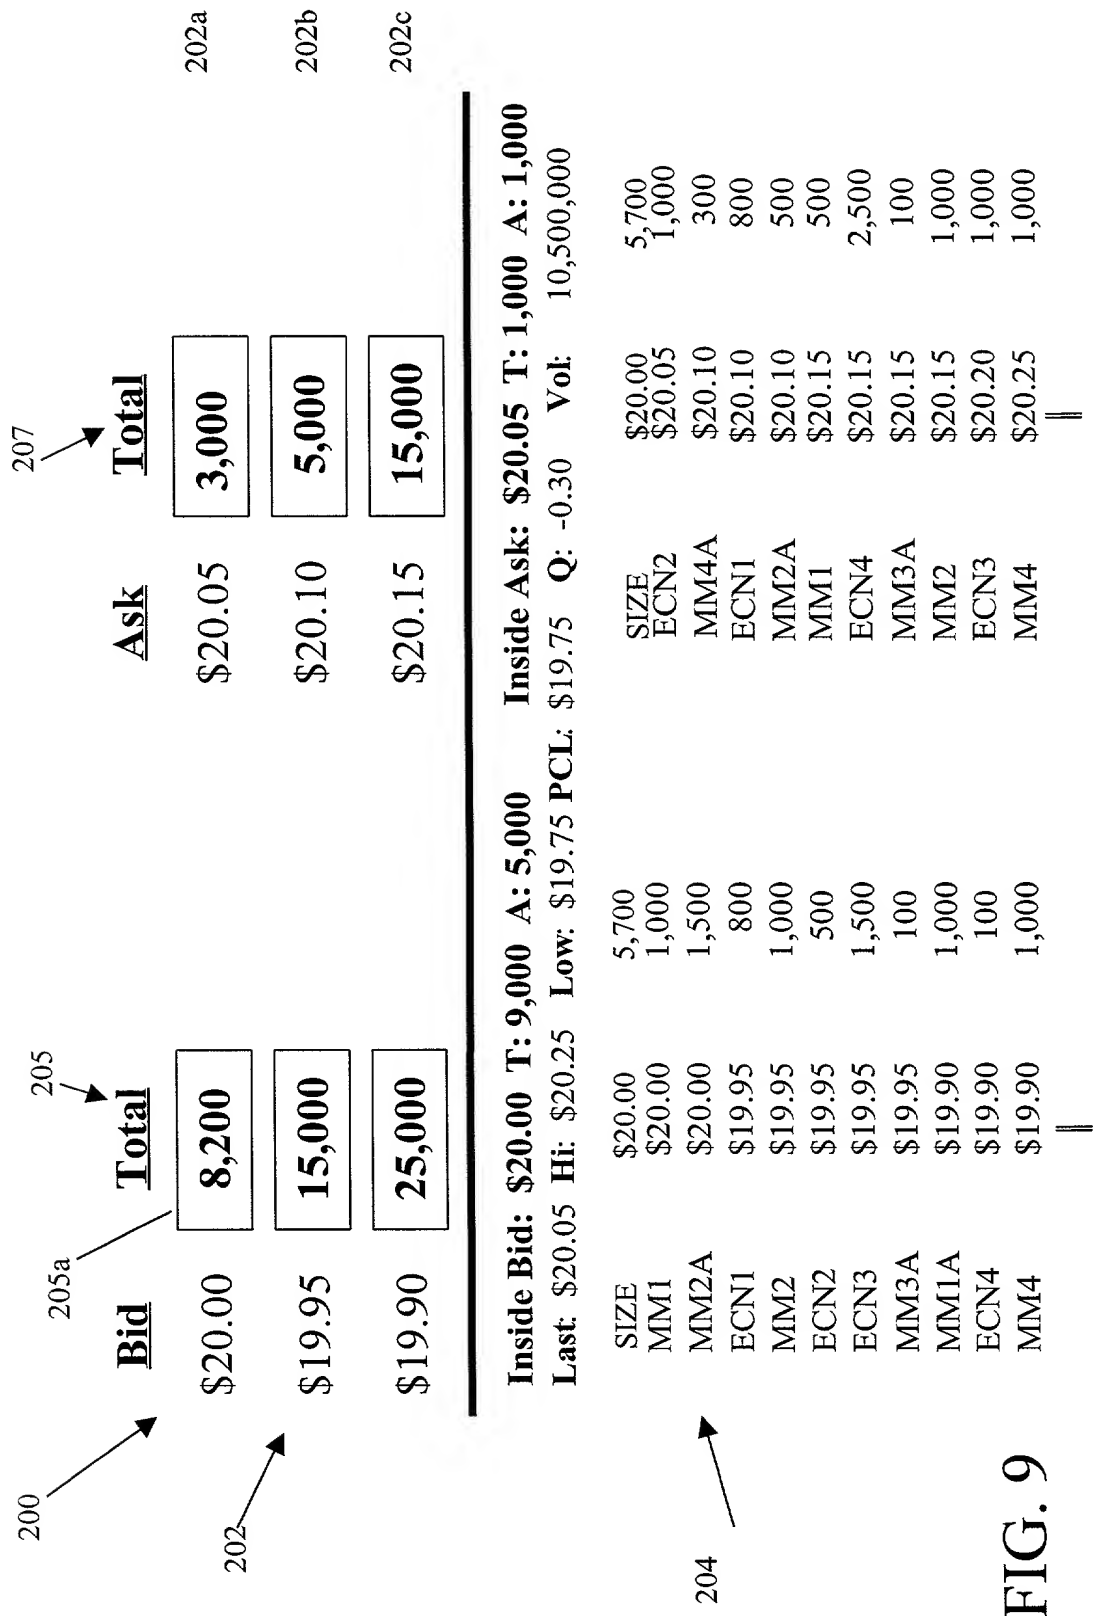 200 205a 205 207
Bid Total Ask Total
$20.00 8,200 $20.05 3,000 202a
202 $19.95 15,000 $20.10 5,000 202b
$19.90 25,000 $20.15 15,000 202c
Inside Bid: $20.00 T: 9,000 A: 5,000 Inside Ask: $20.05 T: 1,000 A: 1,000
Last: $20.05 Hi: $20.25 Low: $19.75 PCL: $19.75 Q: -0.30 Vol: 10,500,000
SIZE $20.00 5,700 SIZE $20.00 5,700
MM1 $20.00 1,000 ECN2 $20.05 1,000
204 MM2A $20.00 1,500 MM4A $20.10 300
ECN1 $19.95 800 ECN1 $20.10 800
MM2 $19.95 1,000 MM2A $20.10 500
ECN2 $19.95 500 MM1 $20.15 500
ECN3 $19.95 1,500 ECN4 $20.15 2,500
MM3A $19.95 100 MM3A $20.15 100
MM1A $19.90 1,000 MM2 $20.15 1,000
ECN4 $19.90 100 ECN3 $20.20 1,000
MM4 $19.90 1,000 MM4 $20.25 1,000
FIG. 9